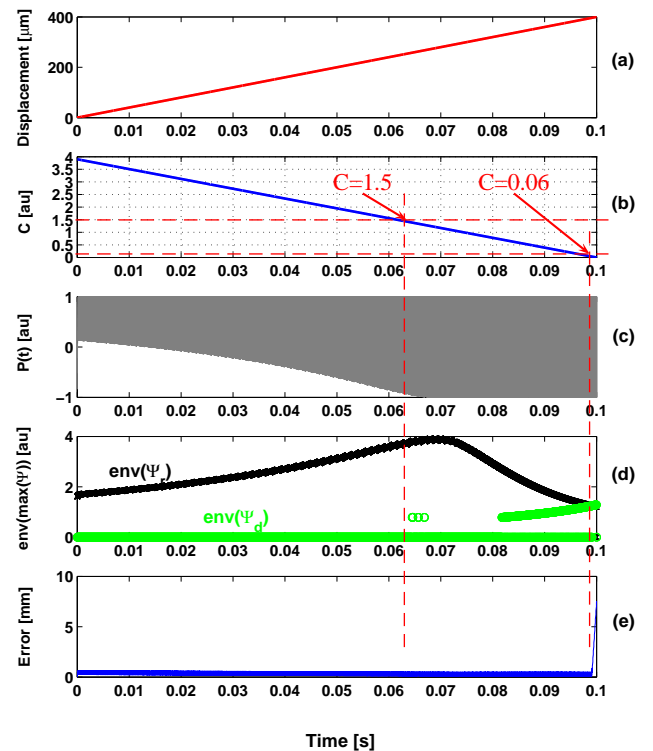 400
200
0
Displacement [μm]
0 0.01 0.02 0.03 0.04 0.05 0.06 0.07 0.08 0.09 0.1
(a)
4
3.5
3
2.5
2
1.5
1
0.5
0
C [au]
C=1.5
C=0.06
0 0.01 0.02 0.03 0.04 0.05 0.06 0.07 0.08 0.09 0.1
(b)
1
0
−1
P(t) [au]
0 0.01 0.02 0.03 0.04 0.05 0.06 0.07 0.08 0.09 0.1
(c)
4
2
0
env(max(Ψ)) [au]
env(Ψr)
env(Ψd)
0 0.01 0.02 0.03 0.04 0.05 0.06 0.07 0.08 0.09 0.1
(d)
10
5
0
Error [mm]
0 0.01 0.02 0.03 0.04 0.05 0.06 0.07 0.08 0.09 0.1
(e)
Time [s]